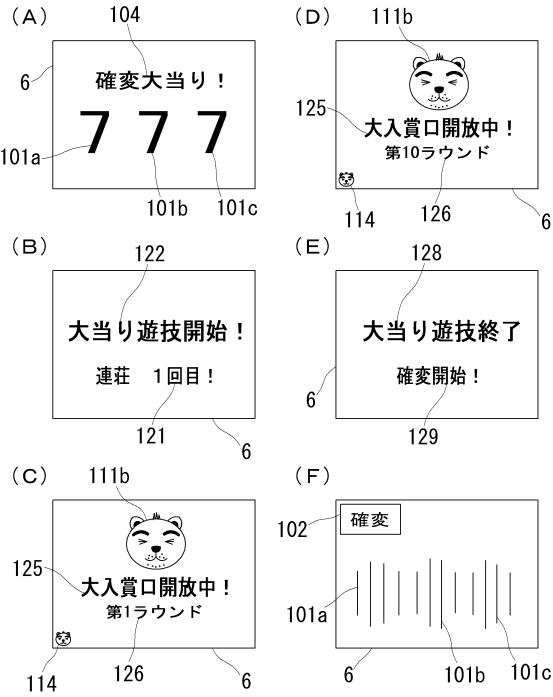 (A)
104
6
確変大当り！
7 7 7
101a
101b
101c
(B)
122
大当り遊技開始！
連荘 1回目！
121
6
(C)
111b
125
大入賞口開放中！
第1ラウンド
114
126
6
(D)
111b
125
大入賞口開放中！
第10ラウンド
114
126
6
(E)
128
大当り遊技終了
確変開始！
6
129
(F)
102
確変
101a
6
101b
101c